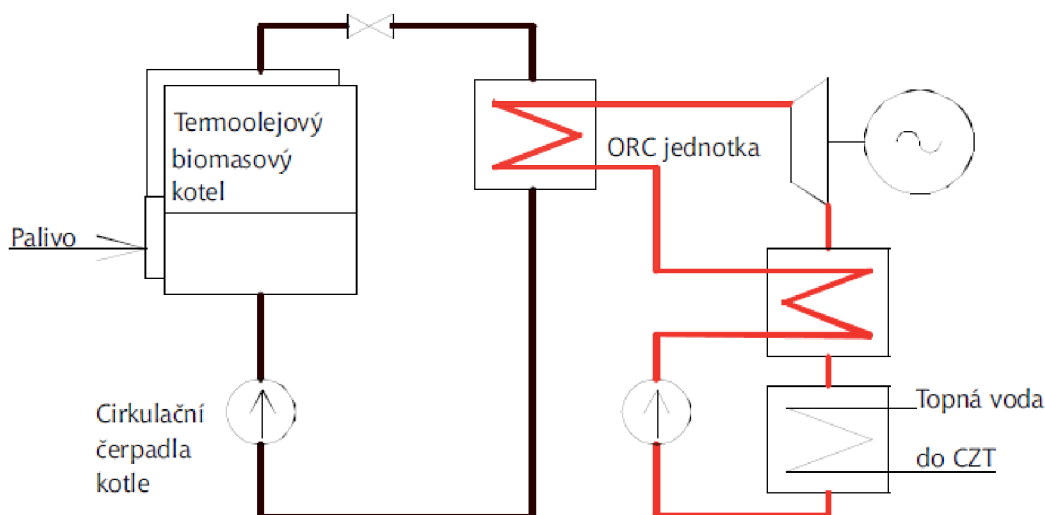 Termoolejový
biomasový
kotel
Palivo
Cirkulační
čerpadla
kotle
ORC jednotka
Topná voda
do CZT